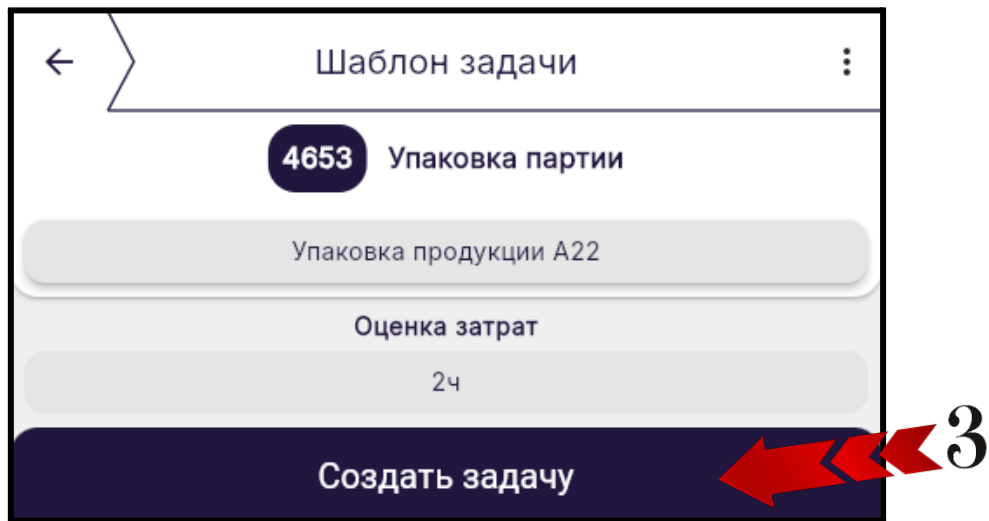 Шаблон задачи
4653 Упаковка партии
Упаковка продукции А22
Оценка затрат
2ч
Создать задачу
3